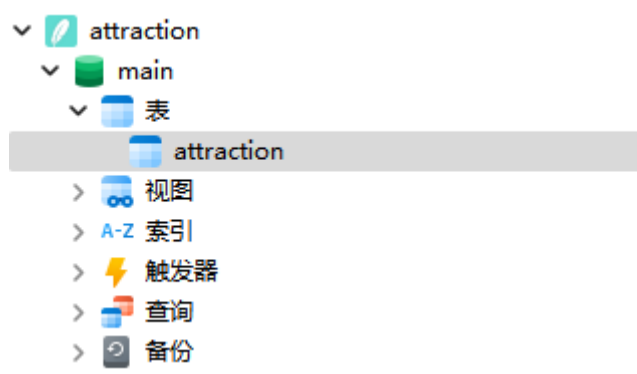 attraction
main
表
attraction
视图
A-Z 索引
触发器
查询
备份